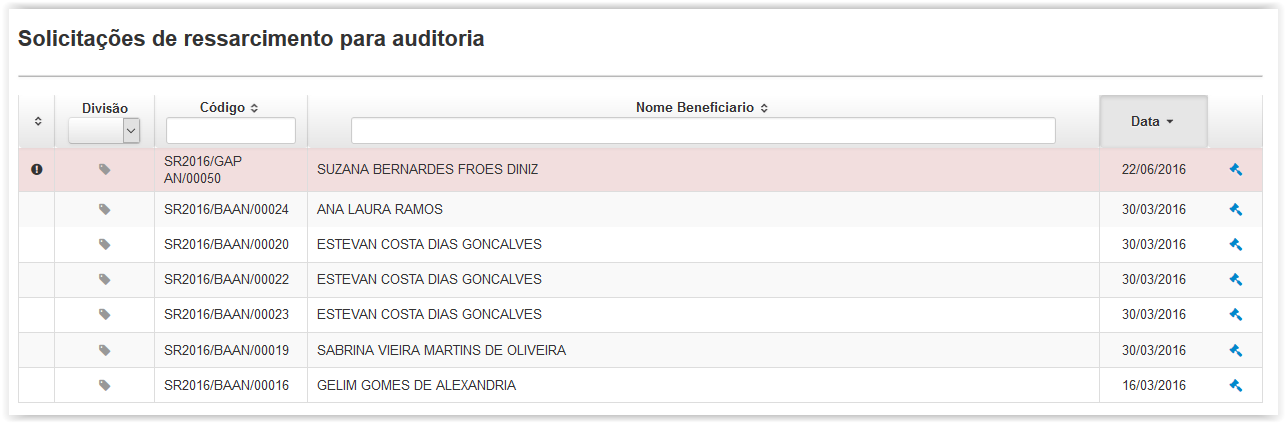 Solicitações de ressarcimento para auditoria
Divisão Código Nome Beneficiario Data
SR2016/GAP
AN/00050 SUZANA BERNARDES FROES DINIZ 22/06/2016
SR2016/BAAN/00024 ANA LAURA RAMOS 30/03/2016
SR2016/BAAN/00020 ESTEVAN COSTA DIAS GONCALVES 30/03/2016
SR2016/BAAN/00022 ESTEVAN COSTA DIAS GONCALVES 30/03/2016
SR2016/BAAN/00023 ESTEVAN COSTA DIAS GONCALVES 30/03/2016
SR2016/BAAN/00019 SABRINA VIEIRA MARTINS DE OLIVEIRA 30/03/2016
SR2016/BAAN/00016 GELIM GOMES DE ALEXANDRIA 16/03/2016